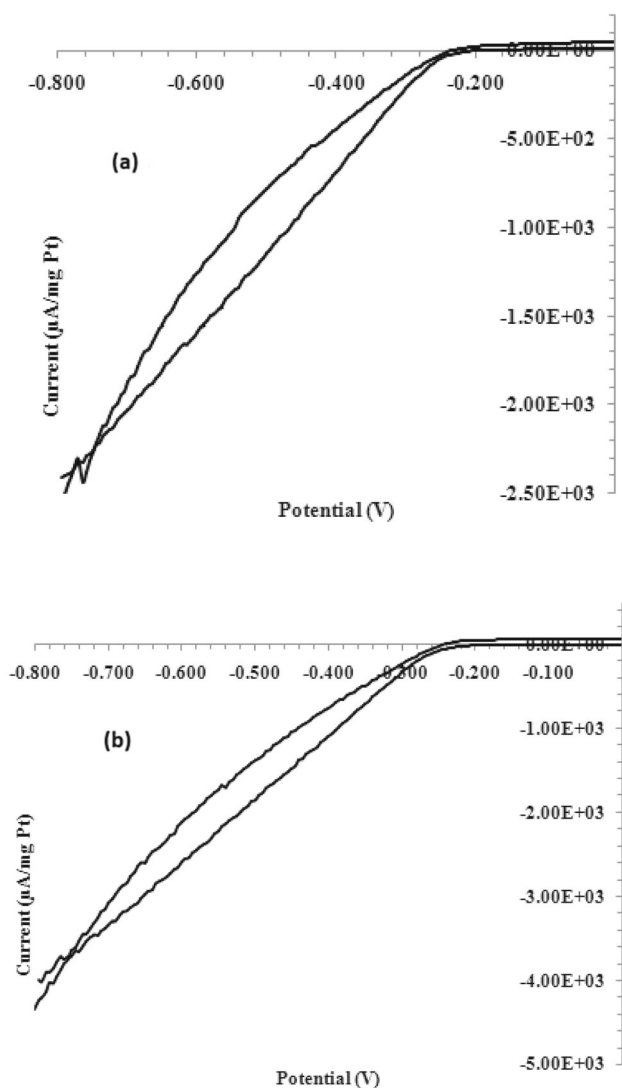 0.00E+00
-0.800 -0.600 -0.400 -0.200
-5.00E+02
(a)
-1.00E+03
-1.50E+03
-2.00E+03
-2.50E+03
Current (µA/mg Pt)
Potential (V)
0.00E+00
-0.800 -0.700 -0.600 -0.500 -0.400 -0.300 -0.200 -0.100
-1.00E+03
(b)
-2.00E+03
-3.00E+03
-4.00E+03
-5.00E+03
Current (µA/mg Pt)
Potential (V)